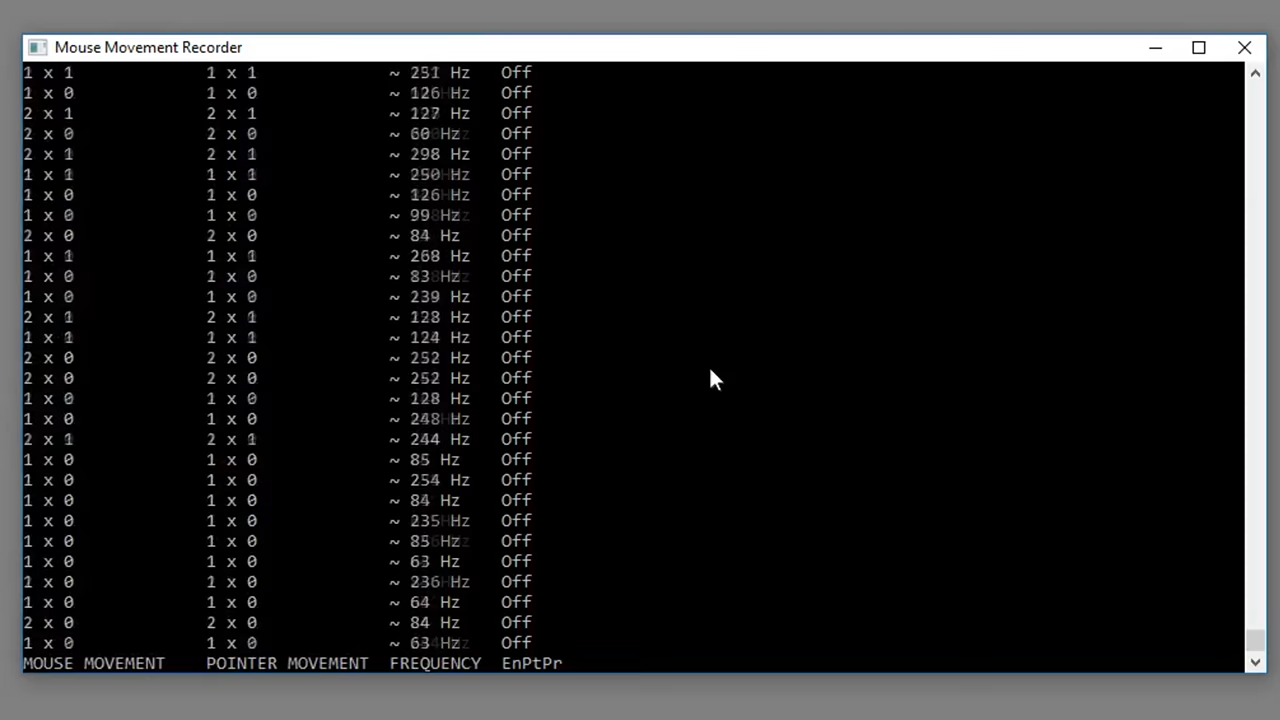 Mouse Movement Recorder
1 x 1 1 x 1 ~ 251 Hz Off
1 x 0 1 x 0 ~ 126 Hz Off
2 x 1 2 x 1 ~ 127 Hz Off
2 x 0 2 x 0 ~ 60 Hz Off
2 x 1 2 x 1 ~ 298 Hz Off
1 x 1 1 x 1 ~ 250 Hz Off
1 x 0 1 x 0 ~ 126 Hz Off
1 x 0 1 x 0 ~ 99 Hz Off
2 x 0 2 x 0 ~ 84 Hz Off
1 x 1 1 x 1 ~ 268 Hz Off
1 x 0 1 x 0 ~ 83 Hz Off
1 x 0 1 x 0 ~ 239 Hz Off
2 x 1 2 x 1 ~ 128 Hz Off
1 x 1 1 x 1 ~ 124 Hz Off
2 x 0 2 x 0 ~ 252 Hz Off
2 x 0 2 x 0 ~ 252 Hz Off
1 x 0 1 x 0 ~ 128 Hz Off
1 x 0 1 x 0 ~ 248 Hz Off
2 x 1 2 x 1 ~ 244 Hz Off
1 x 0 1 x 0 ~ 85 Hz Off
1 x 0 1 x 0 ~ 254 Hz Off
1 x 0 1 x 0 ~ 84 Hz Off
1 x 0 1 x 0 ~ 235 Hz Off
1 x 0 1 x 0 ~ 85 Hz Off
1 x 0 1 x 0 ~ 63 Hz Off
1 x 0 1 x 0 ~ 236 Hz Off
1 x 0 1 x 0 ~ 64 Hz Off
2 x 0 2 x 0 ~ 84 Hz Off
1 x 0 1 x 0 ~ 63 Hz Off
MOUSE MOVEMENT POINTER MOVEMENT FREQUENCY EnPtPr